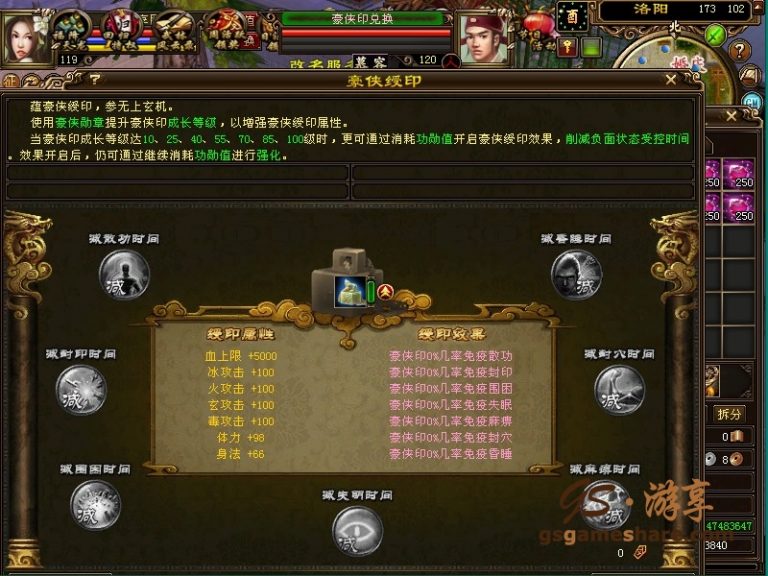 豪侠印兑换
洛阳 173 102
北
119
改名服
慕容
120
豪侠绶印
蕴豪侠绶印，参无上玄机。
使用豪侠勋章提升豪侠印成长等级，以增强豪侠绶印属性。
当豪侠印成长等级达10、25、40、55、70、85、100级时，更可通过消耗功勋值开启豪侠绶印效果，削减负面状态受控时间
。效果开启后，仍可通过继续消耗功勋值进行强化。
250 250
250 250
减散功时间
减昏睡时间
减
减
绶印属性
绶印效果
减封印时间
减封穴时间
减
减
血上限 +5000
豪侠印0%几率免疫散功
冰攻击 +100
豪侠印0%几率免疫封印
火攻击 +100
豪侠印0%几率免疫围困
玄攻击 +100
豪侠印0%几率免疫失眠
毒攻击 +100
豪侠印0%几率免疫麻痹
体力 +98
豪侠印0%几率免疫封穴
身法 +66
豪侠印0%几率免疫昏睡
拆分
0
8
减围困时间
减失明时间
减麻痹时间
减
减
减
GS·游享
gsgameshare.com
47483647
3840
0